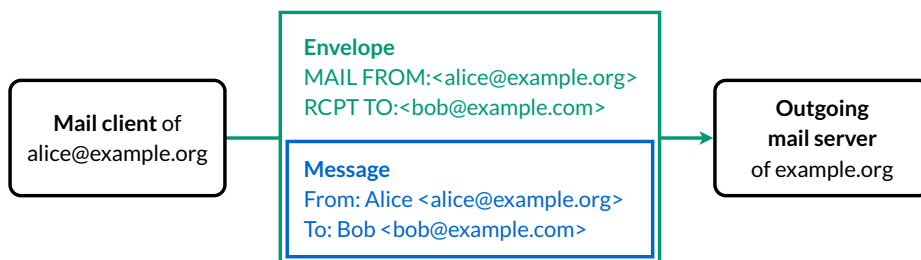 Mail client of
alice@example.org
Envelope
MAIL FROM:<alice@example.org>
RCPT TO:<bob@example.com>
Message
From: Alice <alice@example.org>
To: Bob <bob@example.com>
Outgoing
mail server
of example.org